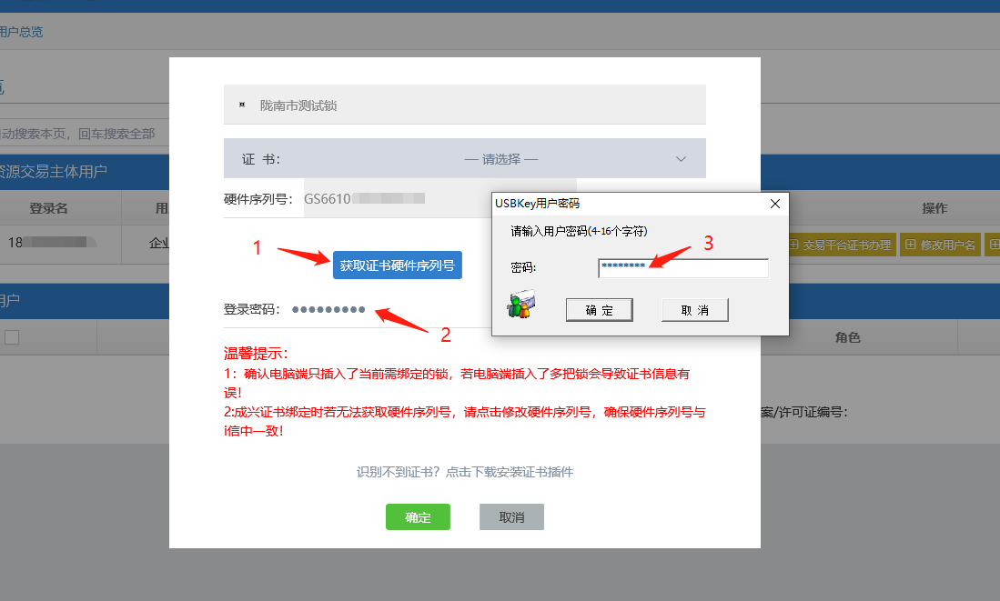 用户总览
陇南市测试锁
证 书：
— 请选择 —
动搜索本页，回车搜索全部
资源交易主体用户
硬件序列号：
GS6610
USBKey用户密码
登录名
操作
请输入用户密码(4-16个字符)
18
企业
1
3
交易平台证书办理
修改用户名
获取证书硬件序列号
密码:
********
用户
登录密码：
•••••••••
确 定
取 消
2
角色
温馨提示：
1：确认电脑端只插入了当前需绑定的锁，若电脑端插入了多把锁会导致证书信息有
误！
2:成兴证书绑定时若无法获取硬件序列号，请点击修改硬件序列号，确保硬件序列号与
i信中一致！
案/许可证编号：
识别不到证书？点击下载安装证书插件
确定
取消